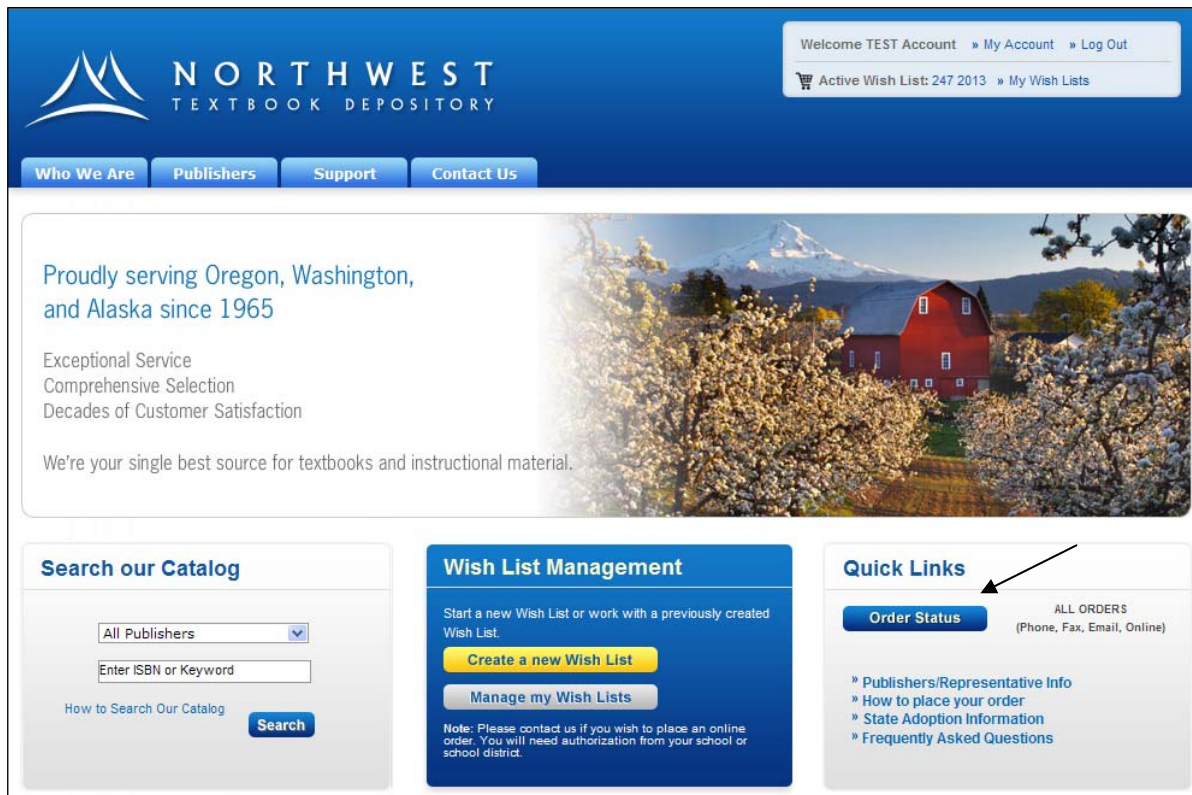 NORTHWEST
TEXTBOOK DEPOSITORY
Welcome TEST Account » My Account » Log Out
Active Wish List: 247 2013 » My Wish Lists
Who We Are
Publishers
Support
Contact Us
Proudly serving Oregon, Washington,
and Alaska since 1965
Exceptional Service
Comprehensive Selection
Decades of Customer Satisfaction
We're your single best source for textbooks and instructional material.
Search our Catalog
All Publishers
Enter ISBN or Keyword
How to Search Our Catalog
Search
Wish List Management
Start a new Wish List or work with a previously created
Wish List.
Create a new Wish List
Manage my Wish Lists
Note: Please contact us if you wish to place an online
order. You will need authorization from your school or
school district.
Quick Links
Order Status
ALL ORDERS
(Phone, Fax, Email, Online)
» Publishers/Representative Info
» How to place your order
» State Adoption Information
» Frequently Asked Questions